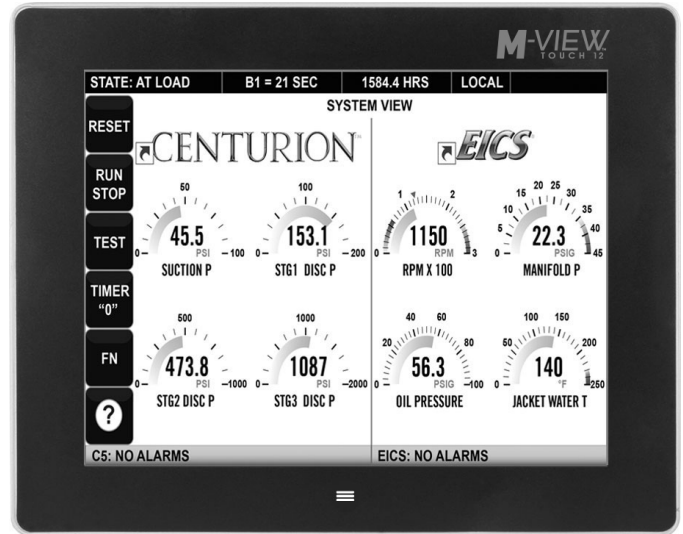 M-VIEW
TOUCH 12
STATE: AT LOAD B1 = 21 SEC 1584.4 HRS LOCAL
SYSTEM VIEW
RESET
RUN
STOP
TEST
TIMER
“0”
FN
?
CENTURION™
50
0 100
45.5
PSI
SUCTION P
100
0 200
153.1
PSI
STG1 DISC P
500
0 1000
473.8
PSI
STG2 DISC P
1000
0 2000
1087
PSI
STG3 DISC P
EICS
0 1 2 3
1150
RPM
RPM X 100
0 5 10 15 20 25 30 35 40 45
22.3
PSIG
MANIFOLD P
0 20 40 60 80 100
56.3
PSIG
OIL PRESSURE
0 50 100 150 200 250
140
°F
JACKET WATER T
C5: NO ALARMS
EICS: NO ALARMS